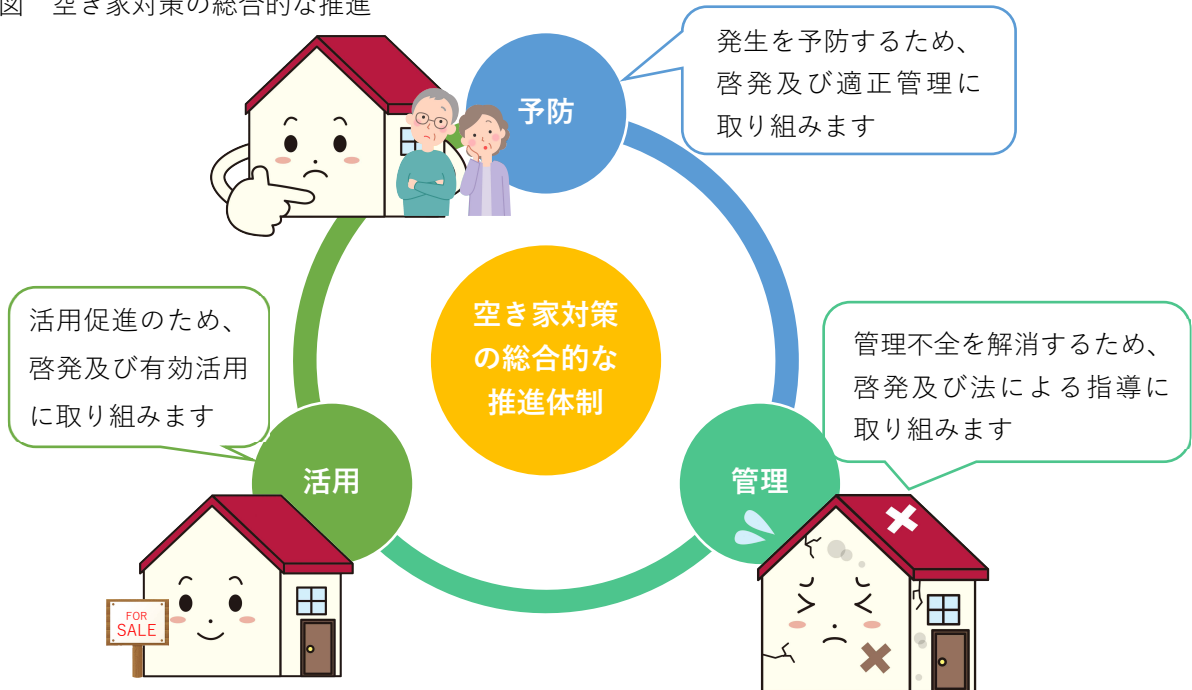 図　空き家対策の総合的な推進
発生を予防するため、
啓発及び適正管理に
取り組みます
予防
空き家対策
の総合的な
推進体制
活用促進のため、
啓発及び有効活用
に取り組みます
管理不全を解消するため、
啓発及び法による指導に
取り組みます
活用
管理
FOR
SALE